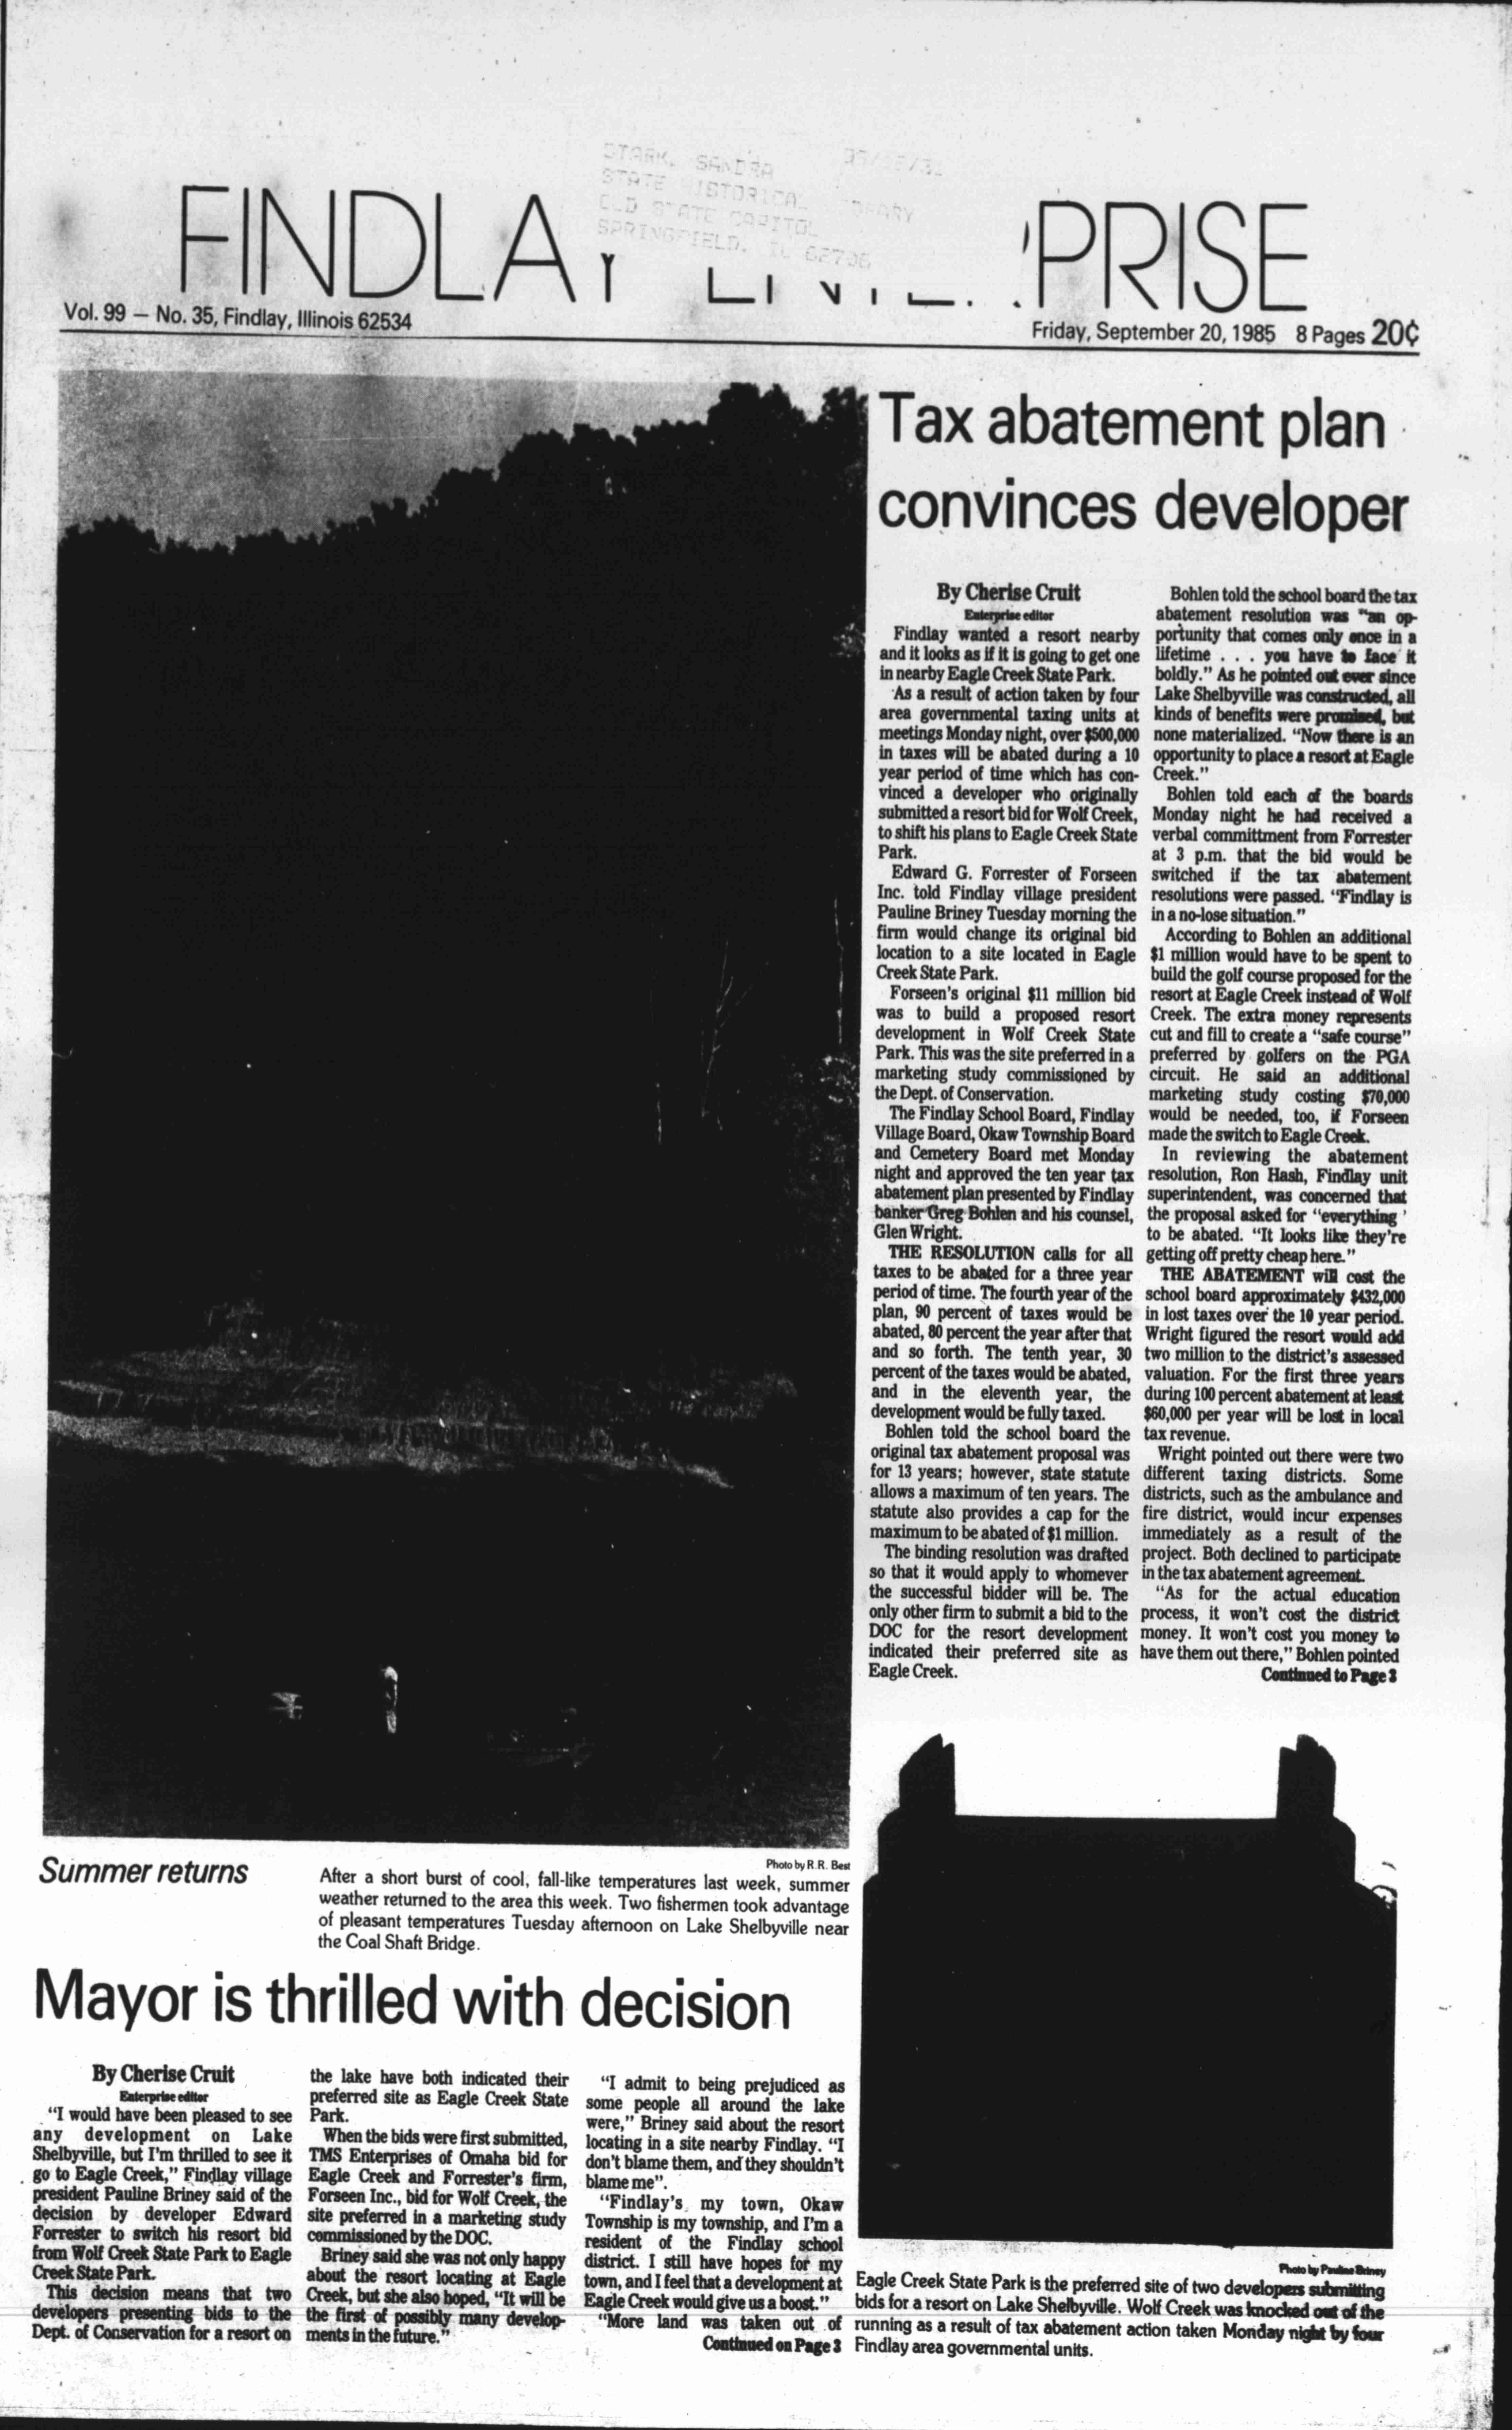 STARK, SANDRA
STATE ISTORICAL
OLD STATE CAPITOL
SPRINGFIELD, IL 62706
FINDLAY PRISE
Vol. 99 — No. 35, Findlay, Illinois 62534
Friday, September 20, 1985 8 Pages 20¢
Tax abatement plan
convinces developer
By Cherise Cruit
Enterprise editor
Findlay wanted a resort nearby
and it looks as if it is going to get one
in nearby Eagle Creek State Park.
As a result of action taken by four
area governmental taxing units at
meetings Monday night, over $500,000
in taxes will be abated during a 10
year period of time which has con-
vinced a developer who originally
submitted a resort bid for Wolf Creek,
to shift his plans to Eagle Creek State
Park.
Edward G. Forrester of Forseen
Inc. told Findlay village president
Pauline Briney Tuesday morning the
firm would change its original bid
location to a site located in Eagle
Creek State Park.
Forseen's original $11 million bid
was to build a proposed resort
development in Wolf Creek State
Park. This was the site preferred in a
marketing study commissioned by
the Dept. of Conservation.
The Findlay School Board, Findlay
Village Board, Okaw Township Board
and Cemetery Board met Monday
night and approved the ten year tax
abatement plan presented by Findlay
banker Greg Bohlen and his counsel,
Glen Wright.
THE RESOLUTION calls for all
taxes to be abated for a three year
period of time. The fourth year of the
plan, 90 percent of taxes would be
abated, 80 percent the year after that
and so forth. The tenth year, 30
percent of the taxes would be abated,
and in the eleventh year, the
development would be fully taxed.
Bohlen told the school board the
original tax abatement proposal was
for 13 years; however, state statute
allows a maximum of ten years. The
statute also provides a cap for the
maximum to be abated of $1 million.
The binding resolution was drafted
so that it would apply to whomever
the successful bidder will be. The
only other firm to submit a bid to the
DOC for the resort development
indicated their preferred site as
Eagle Creek.
Bohlen told the school board the tax
abatement resolution was "an op-
portunity that comes only once in a
lifetime . . . you have to face it
boldly." As he pointed out ever since
Lake Shelbyville was constructed, all
kinds of benefits were promised, but
none materialized. "Now there is an
opportunity to place a resort at Eagle
Creek."
Bohlen told each of the boards
Monday night he had received a
verbal committment from Forrester
at 3 p.m. that the bid would be
switched if the tax abatement
resolutions were passed. "Findlay is
in a no-lose situation."
According to Bohlen an additional
$1 million would have to be spent to
build the golf course proposed for the
resort at Eagle Creek instead of Wolf
Creek. The extra money represents
cut and fill to create a "safe course"
preferred by golfers on the PGA
circuit. He said an additional
marketing study costing $70,000
would be needed, too, if Forseen
made the switch to Eagle Creek.
In reviewing the abatement
resolution, Ron Hash, Findlay unit
superintendent, was concerned that
the proposal asked for "everything '
to be abated. "It looks like they're
getting off pretty cheap here."
THE ABATEMENT will cost the
school board approximately $432,000
in lost taxes over the 10 year period.
Wright figured the resort would add
two million to the district's assessed
valuation. For the first three years
during 100 percent abatement at least
$60,000 per year will be lost in local
tax revenue.
Wright pointed out there were two
different taxing districts. Some
districts, such as the ambulance and
fire district, would incur expenses
immediately as a result of the
project. Both declined to participate
in the tax abatement agreement.
"As for the actual education
process, it won't cost the district
money. It won't cost you money to
have them out there," Bohlen pointed
Continued to Page 3
Summer returns
Photo by R.R. Best
After a short burst of cool, fall-like temperatures last week, summer
weather returned to the area this week. Two fishermen took advantage
of pleasant temperatures Tuesday afternoon on Lake Shelbyville near
the Coal Shaft Bridge.
Mayor is thrilled with decision
By Cherise Cruit
Enterprise editor
"I would have been pleased to see
any development on Lake
Shelbyville, but I'm thrilled to see it
go to Eagle Creek," Findlay village
president Pauline Briney said of the
decision by developer Edward
Forrester to switch his resort bid
from Wolf Creek State Park to Eagle
Creek State Park.
This decision means that two
developers presenting bids to the
Dept. of Conservation for a resort on
the lake have both indicated their
preferred site as Eagle Creek State
Park.
When the bids were first submitted,
TMS Enterprises of Omaha bid for
Eagle Creek and Forrester's firm,
Forseen Inc., bid for Wolf Creek, the
site preferred in a marketing study
commissioned by the DOC.
Briney said she was not only happy
about the resort locating at Eagle
Creek, but she also hoped, "It will be
the first of possibly many develop-
ments in the future."
"I admit to being prejudiced as
some people all around the lake
were," Briney said about the resort
locating in a site nearby Findlay. "I
don't blame them, and they shouldn't
blame me".
"Findlay's my town, Okaw
Township is my township, and I'm a
resident of the Findlay school
district. I still have hopes for my
town, and I feel that a development at
Eagle Creek would give us a boost."
"More land was taken out of
Continued on Page 3
Photo by Pauline Briney
Eagle Creek State Park is the preferred site of two developers submitting
bids for a resort on Lake Shelbyville. Wolf Creek was knocked out of the
running as a result of tax abatement action taken Monday night by four
Findlay area governmental units.